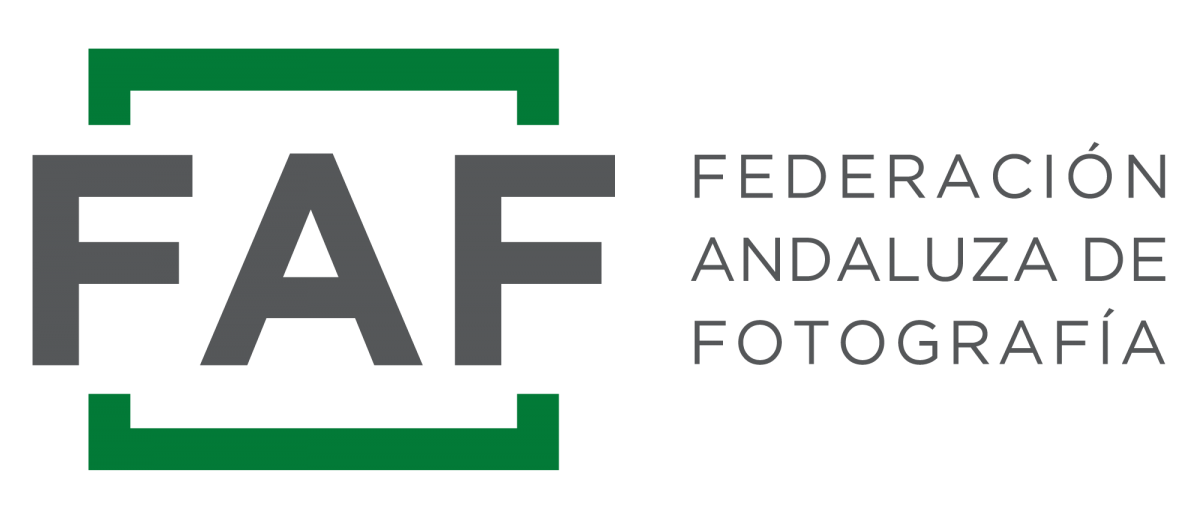 FAF
FEDERACIÓN
ANDALUZA DE
FOTOGRAFÍA